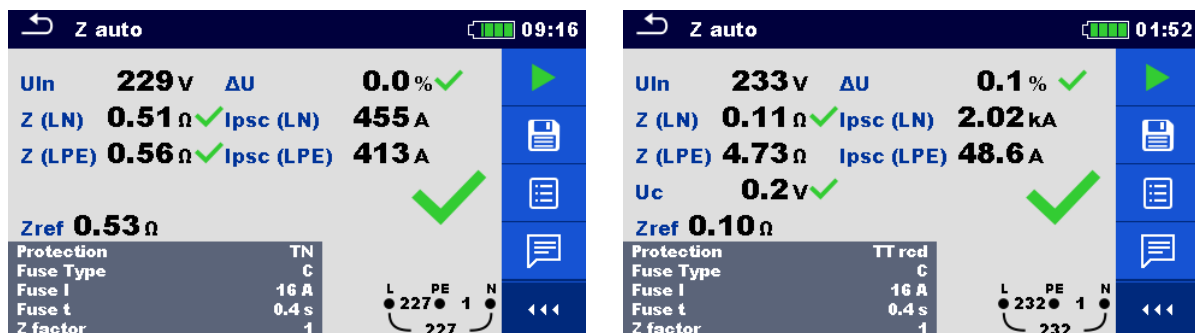 Z auto 09:16
Uln 229 V ΔU 0.0 %
Z (LN) 0.51 Ω Ipsc (LN) 455 A
Z (LPE) 0.56 Ω Ipsc (LPE) 413 A
Zref 0.53 Ω
Protection TN
Fuse Type C
Fuse I 16 A
Fuse t 0.4 s
Z factor 1
L PE N
227 1
227
Z auto 01:52
Uln 233 V ΔU 0.1 %
Z (LN) 0.11 Ω Ipsc (LN) 2.02 kA
Z (LPE) 4.73 Ω Ipsc (LPE) 48.6 A
Uc 0.2 V
Zref 0.10 Ω
Protection TT rcd
Fuse Type C
Fuse I 16 A
Fuse t 0.4 s
Z factor 1
L PE N
232 1
232